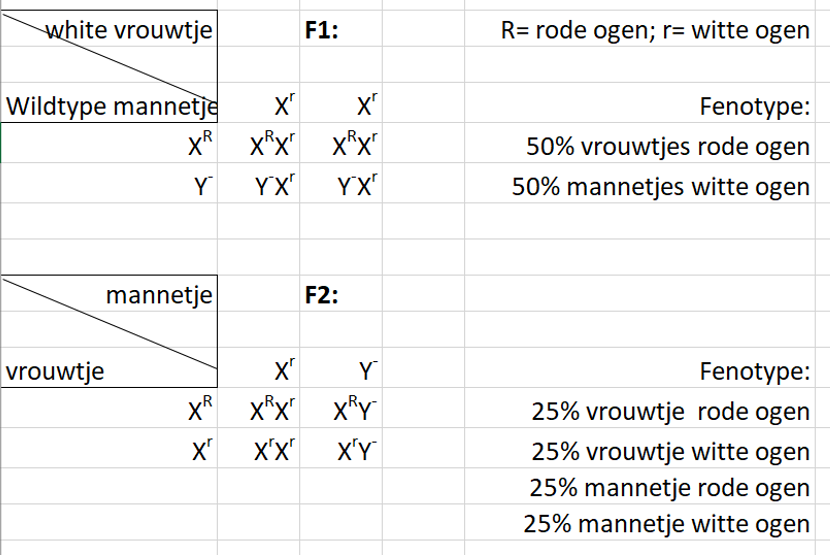 white vrouwtje F1: R= rode ogen; r= witte ogen
Wildtype mannetje Xʳ Xʳ Fenotype:
Xᴿ XᴿXʳ XᴿXʳ 50% vrouwtjes rode ogen
Y⁻ Y⁻Xʳ Y⁻Xʳ 50% mannetjes witte ogen
mannetje F2:
vrouwtje Xʳ Y⁻ Fenotype:
Xᴿ XᴿXʳ XᴿY⁻ 25% vrouwtje rode ogen
Xʳ XʳXʳ XʳY⁻ 25% vrouwtje witte ogen
25% mannetje rode ogen
25% mannetje witte ogen